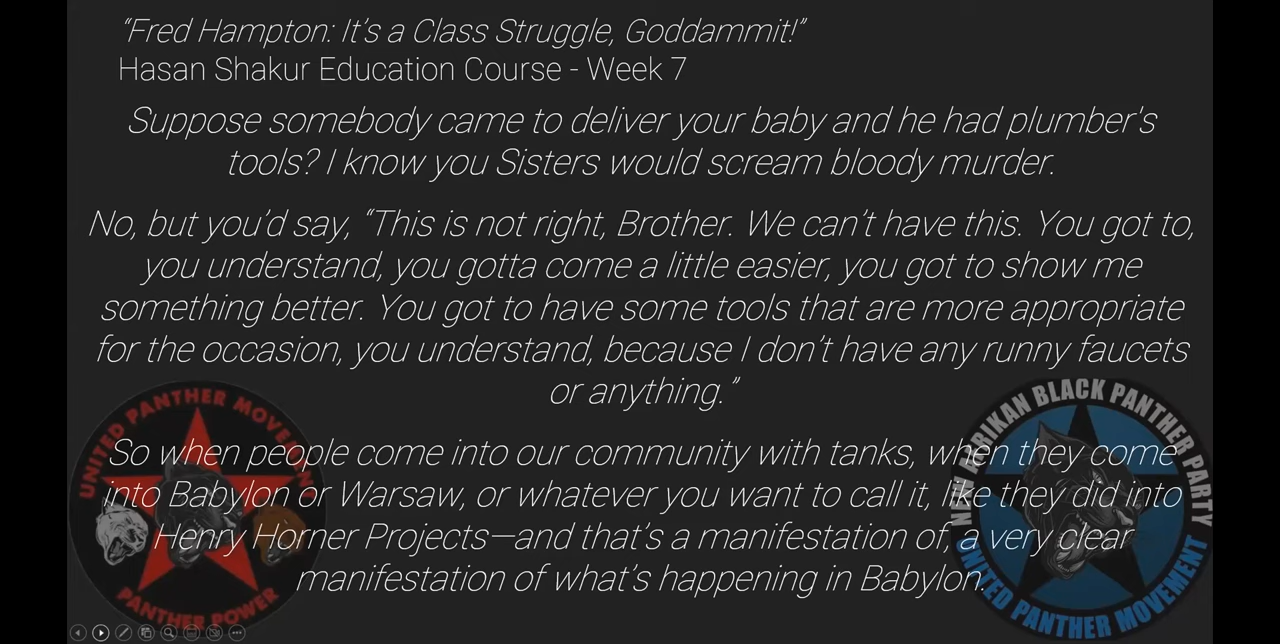 “Fred Hampton: It’s a Class Struggle, Goddammit!”
Hasan Shakur Education Course - Week 7
Suppose somebody came to deliver your baby and he had plumber's
tools? I know you Sisters would scream bloody murder.
No, but you’d say, “This is not right, Brother. We can’t have this. You got to,
you understand, you gotta come a little easier, you got to show me
something better. You got to have some tools that are more appropriate
for the occasion, you understand, because I don’t have any runny faucets
or anything.”
So when people come into our community with tanks, when they come
into Babylon or Warsaw, or whatever you want to call it, like they did into
Henry Horner Projects—and that’s a manifestation of, a very clear
manifestation of what’s happening in Babylon.
UNITED PANTHER MOVEMENT
PANTHER POWER
NEW AFRIKAN BLACK PANTHER PARTY
UNITED PANTHER MOVEMENT